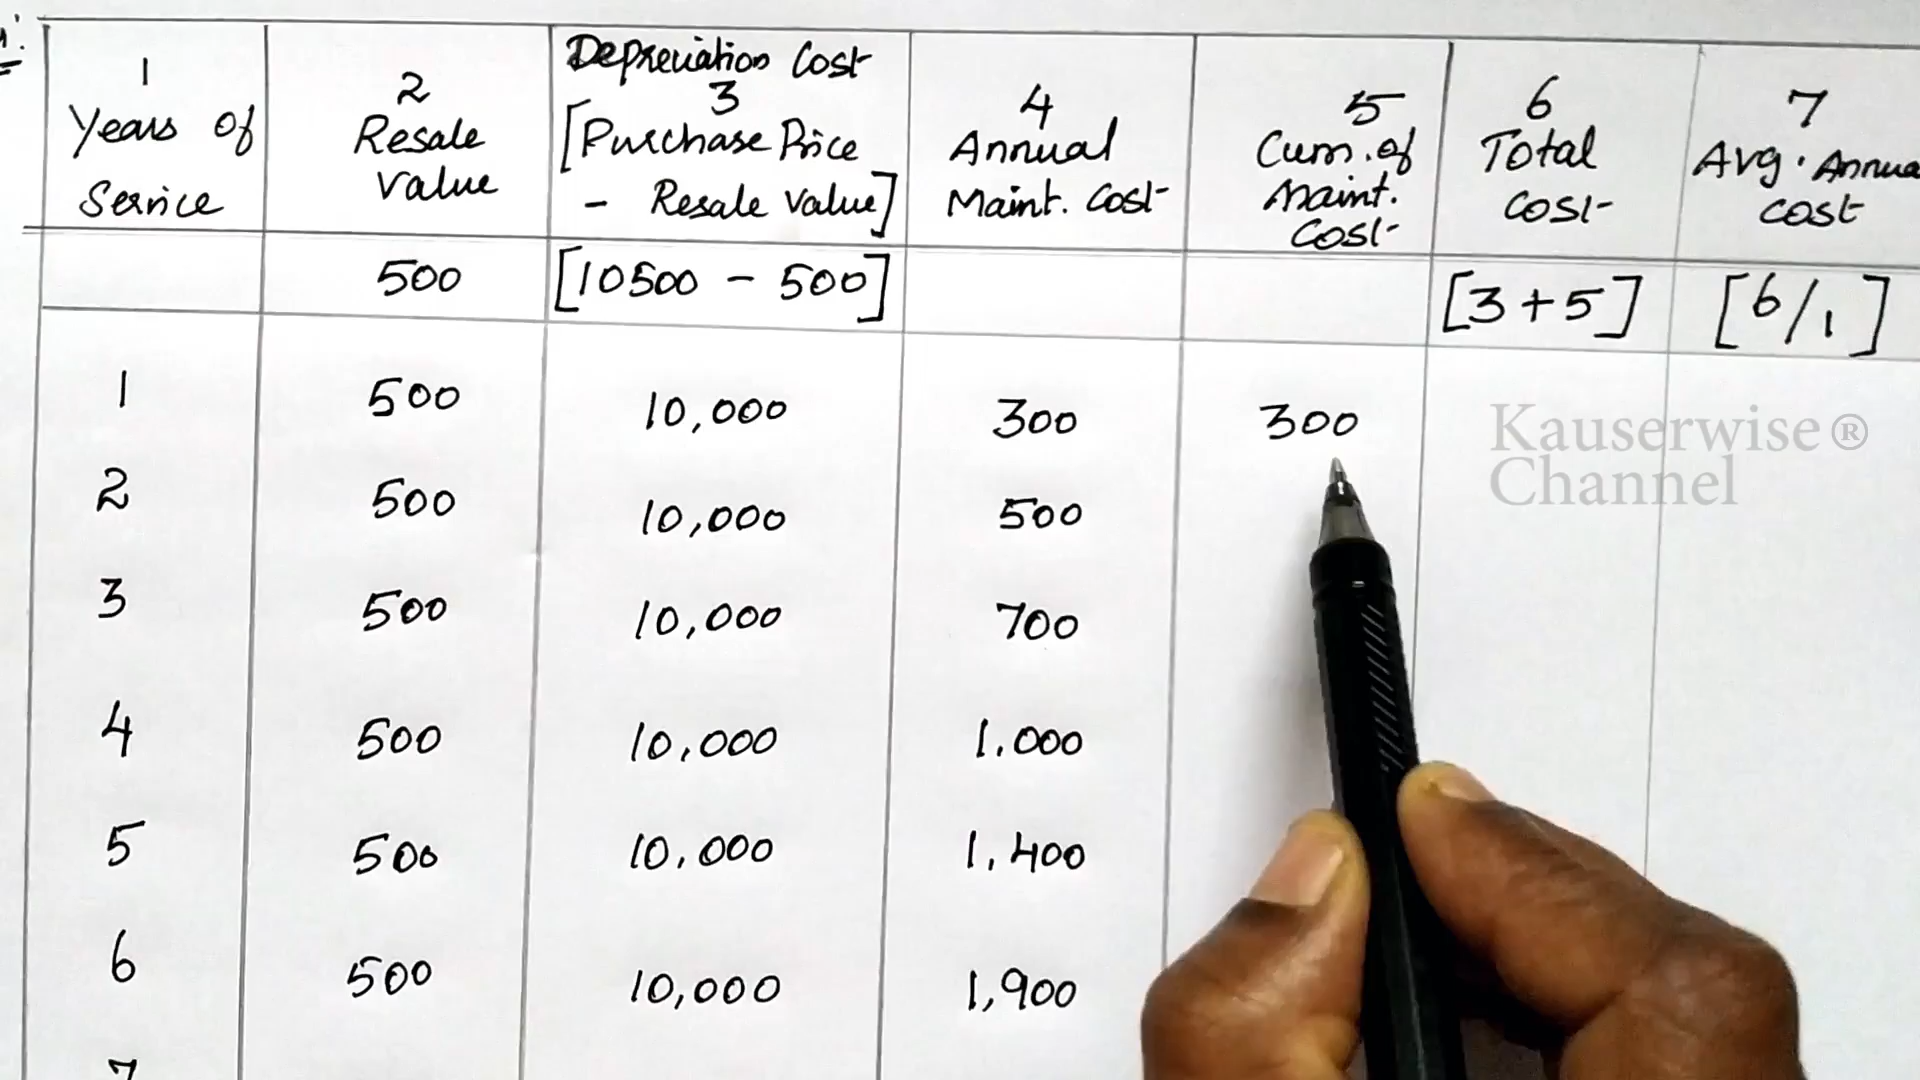 1
Years of
Service
2
Resale
Value
Depreciation Cost
3
[Purchase Price
- Resale Value]
4
Annual
Maint. Cost
5
Cum. of
Maint.
Cost
6
Total
Cost
7
Avg. Annua
Cost
500 [10500 - 500] [3+5] [6/1]
1 500 10,000 300 300
2 500 10,000 500
3 500 10,000 700
4 500 10,000 1.000
5 500 10,000 1,400
6 500 10,000 1,900
Kauserwise®
Channel